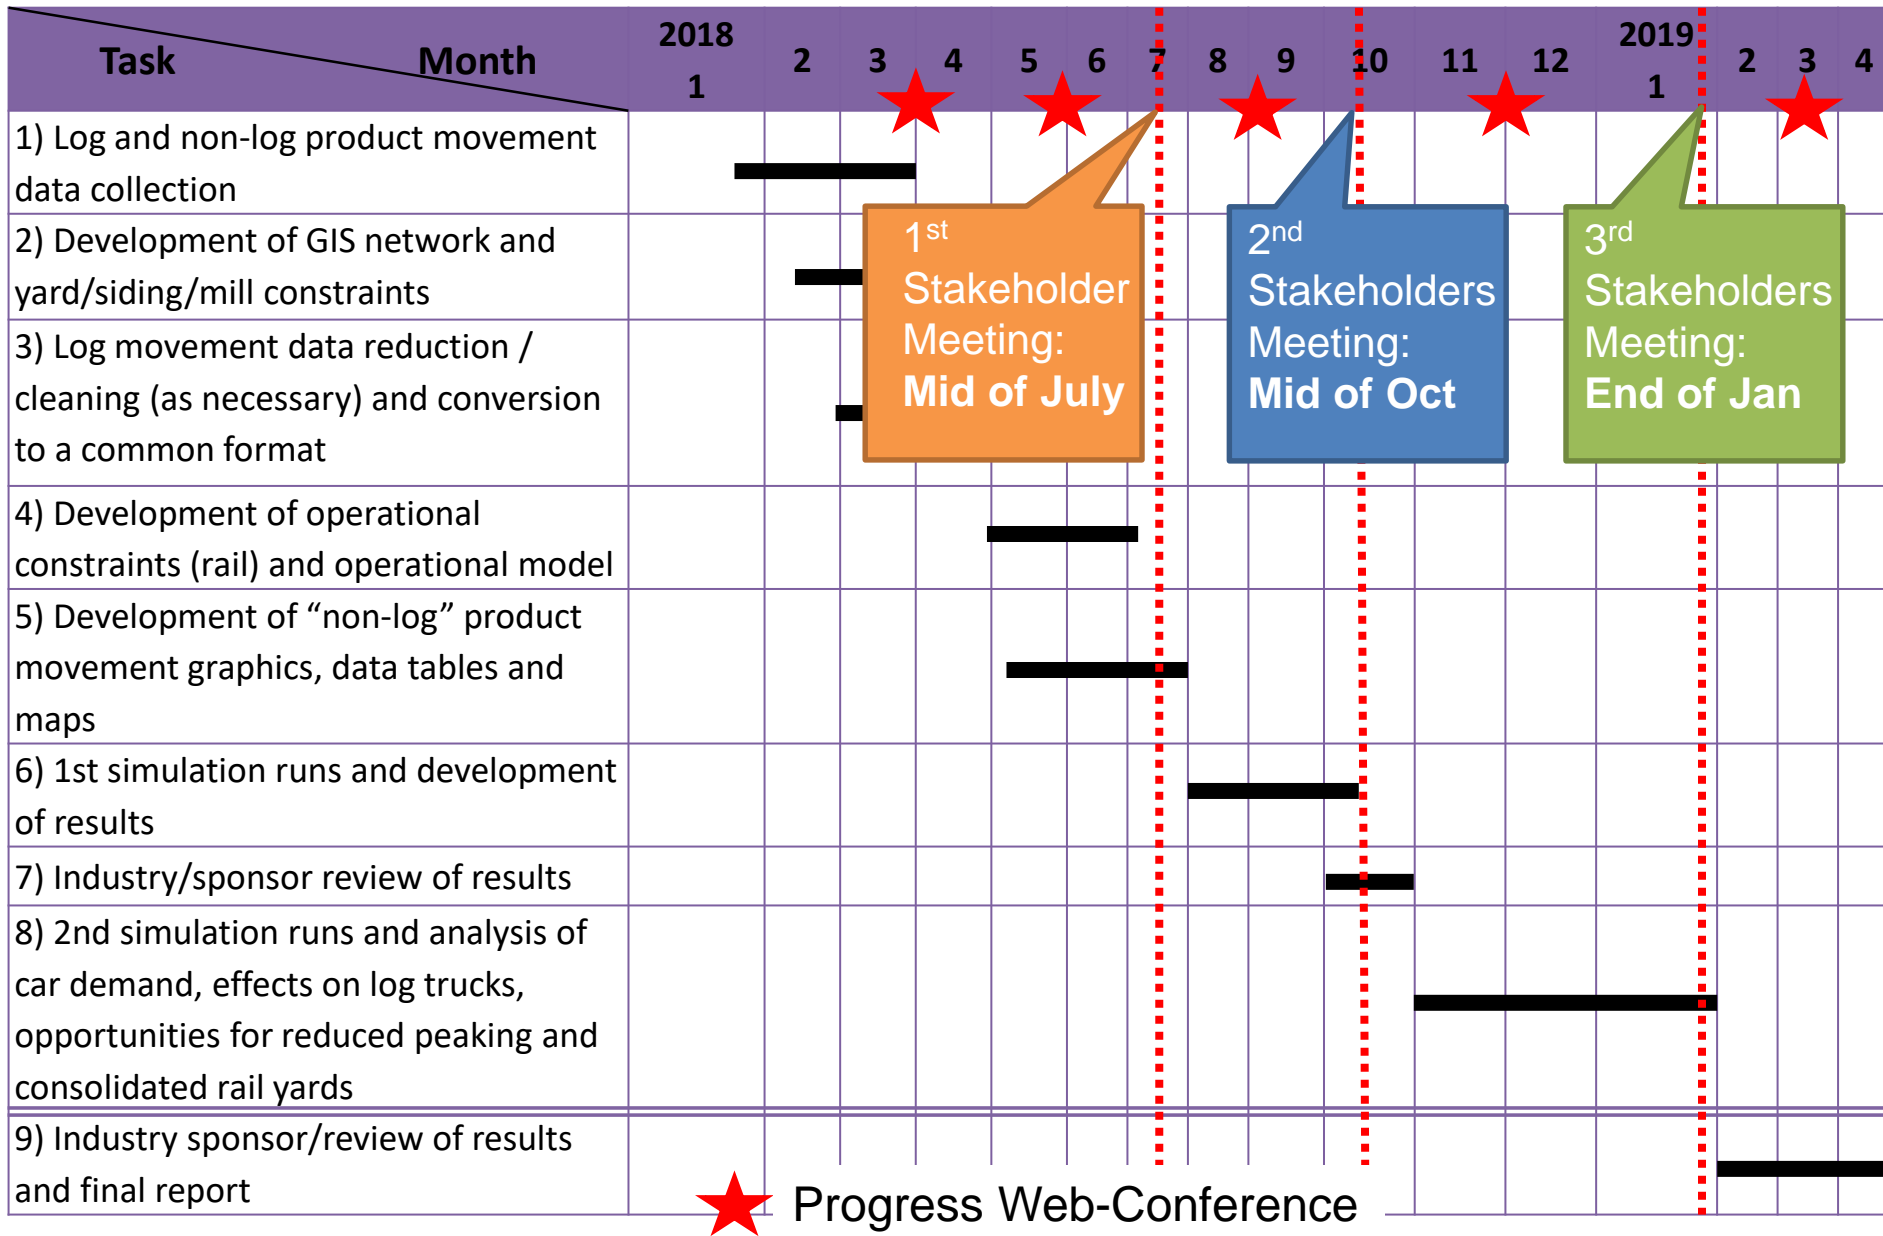 Task Month 2018 1 2 3 4 5 6 7 8 9 10 11 12 2019 1 2 3 4
1) Log and non-log product movement
data collection
2) Development of GIS network and
yard/siding/mill constraints
3) Log movement data reduction /
cleaning (as necessary) and conversion
to a common format
1st
Stakeholder
Meeting:
Mid of July
2nd
Stakeholders
Meeting:
Mid of Oct
3rd
Stakeholders
Meeting:
End of Jan
4) Development of operational
constraints (rail) and operational model
5) Development of “non-log” product
movement graphics, data tables and
maps
6) 1st simulation runs and development
of results
7) Industry/sponsor review of results
8) 2nd simulation runs and analysis of
car demand, effects on log trucks,
opportunities for reduced peaking and
consolidated rail yards
9) Industry sponsor/review of results
and final report
Progress Web-Conference